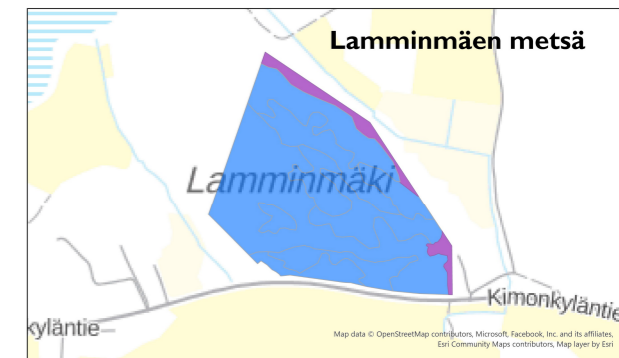 Lamminmäen metsä
Lamminmäki
Kimonkyläntie
kyläntie
Map data © OpenStreetMap contributors, Microsoft, Facebook, Inc. and its affiliates,
Esri Community Maps contributors, Map layer by Esri